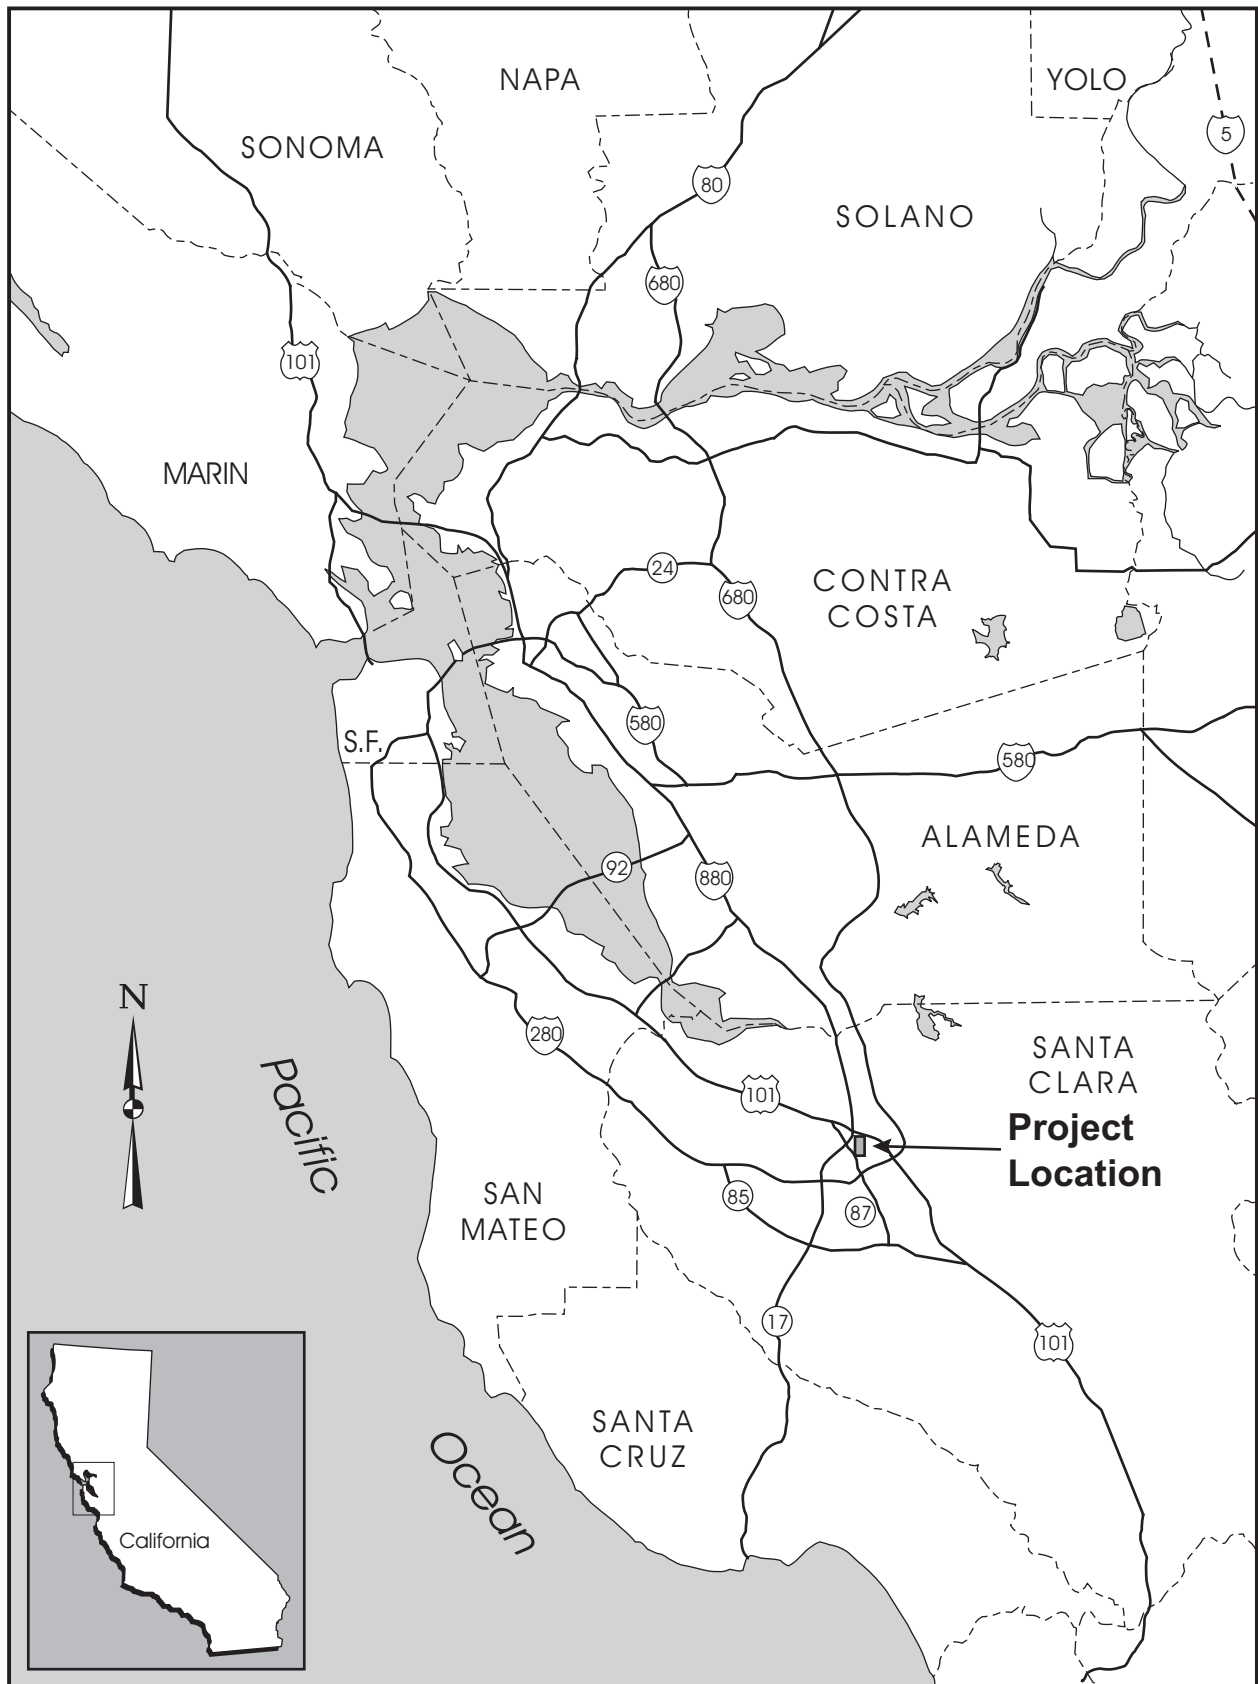 NAPA
YOLO
5
SONOMA
80
SOLANO
680
101
MARIN
24
680
CONTRA
COSTA
580
S.F.
580
ALAMEDA
92
880
N
280
SANTA
CLARA
101
Pacific
Project
Location
SAN
MATEO
85
87
17
101
SANTA
CRUZ
Ocean
California